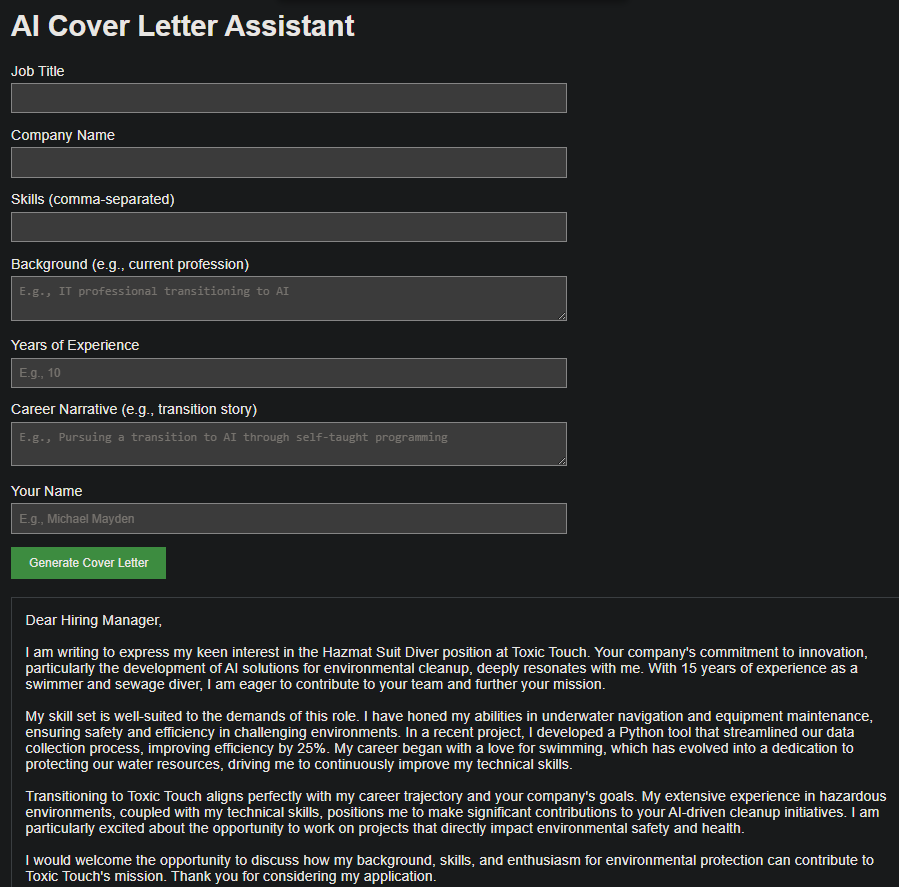 AI Cover Letter Assistant
Job Title
Company Name
Skills (comma-separated)
Background (e.g., current profession)
E.g., IT professional transitioning to AI
Years of Experience
E.g., 10
Career Narrative (e.g., transition story)
E.g., Pursuing a transition to AI through self-taught programming
Your Name
E.g., Michael Mayden
Generate Cover Letter
Dear Hiring Manager,
I am writing to express my keen interest in the Hazmat Suit Diver position at Toxic Touch. Your company's commitment to innovation,
particularly the development of AI solutions for environmental cleanup, deeply resonates with me. With 15 years of experience as a
swimmer and sewage diver, I am eager to contribute to your team and further your mission.
My skill set is well-suited to the demands of this role. I have honed my abilities in underwater navigation and equipment maintenance,
ensuring safety and efficiency in challenging environments. In a recent project, I developed a Python tool that streamlined our data
collection process, improving efficiency by 25%. My career began with a love for swimming, which has evolved into a dedication to
protecting our water resources, driving me to continuously improve my technical skills.
Transitioning to Toxic Touch aligns perfectly with my career trajectory and your company's goals. My extensive experience in hazardous
environments, coupled with my technical skills, positions me to make significant contributions to your AI-driven cleanup initiatives. I am
particularly excited about the opportunity to work on projects that directly impact environmental safety and health.
I would welcome the opportunity to discuss how my background, skills, and enthusiasm for environmental protection can contribute to
Toxic Touch's mission. Thank you for considering my application.